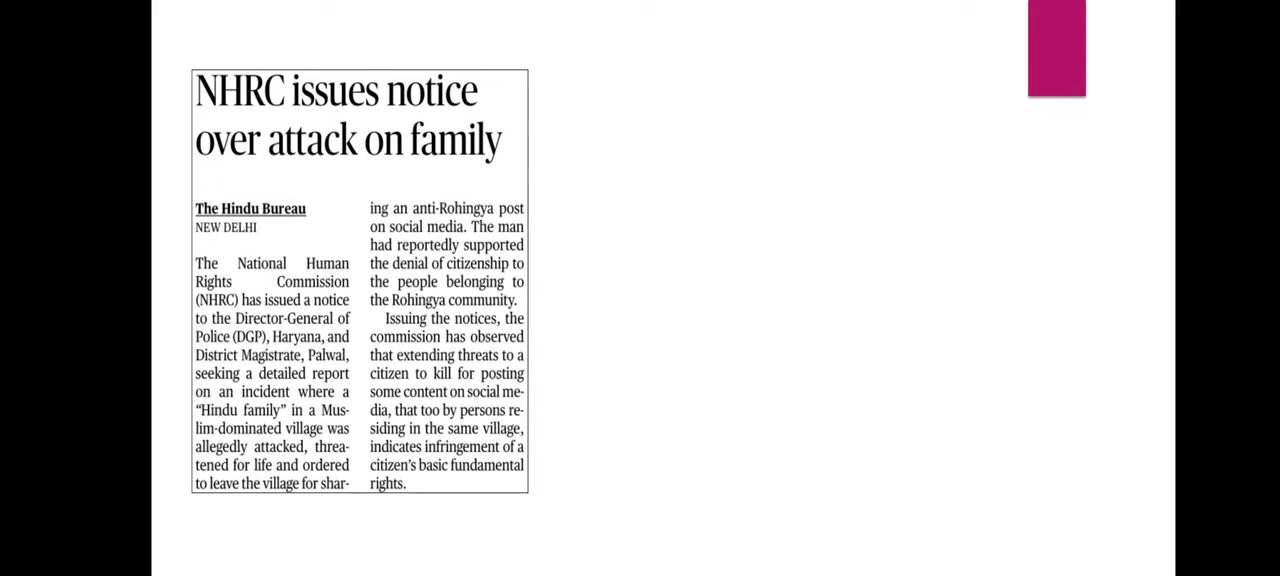 NHRC issues notice
over attack on family
The Hindu Bureau
NEW DELHI
The National Human
Rights Commission
(NHRC) has issued a notice
to the Director-General of
Police (DGP), Haryana, and
District Magistrate, Palwal,
seeking a detailed report
on an incident where a
“Hindu family” in a Mus-
lim-dominated village was
allegedly attacked, threa-
tened for life and ordered
to leave the village for shar-
ing an anti-Rohingya post
on social media. The man
had reportedly supported
the denial of citizenship to
the people belonging to
the Rohingya community.
Issuing the notices, the
commission has observed
that extending threats to a
citizen to kill for posting
some content on social me-
dia, that too by persons re-
siding in the same village,
indicates infringement of a
citizen’s basic fundamental
rights.